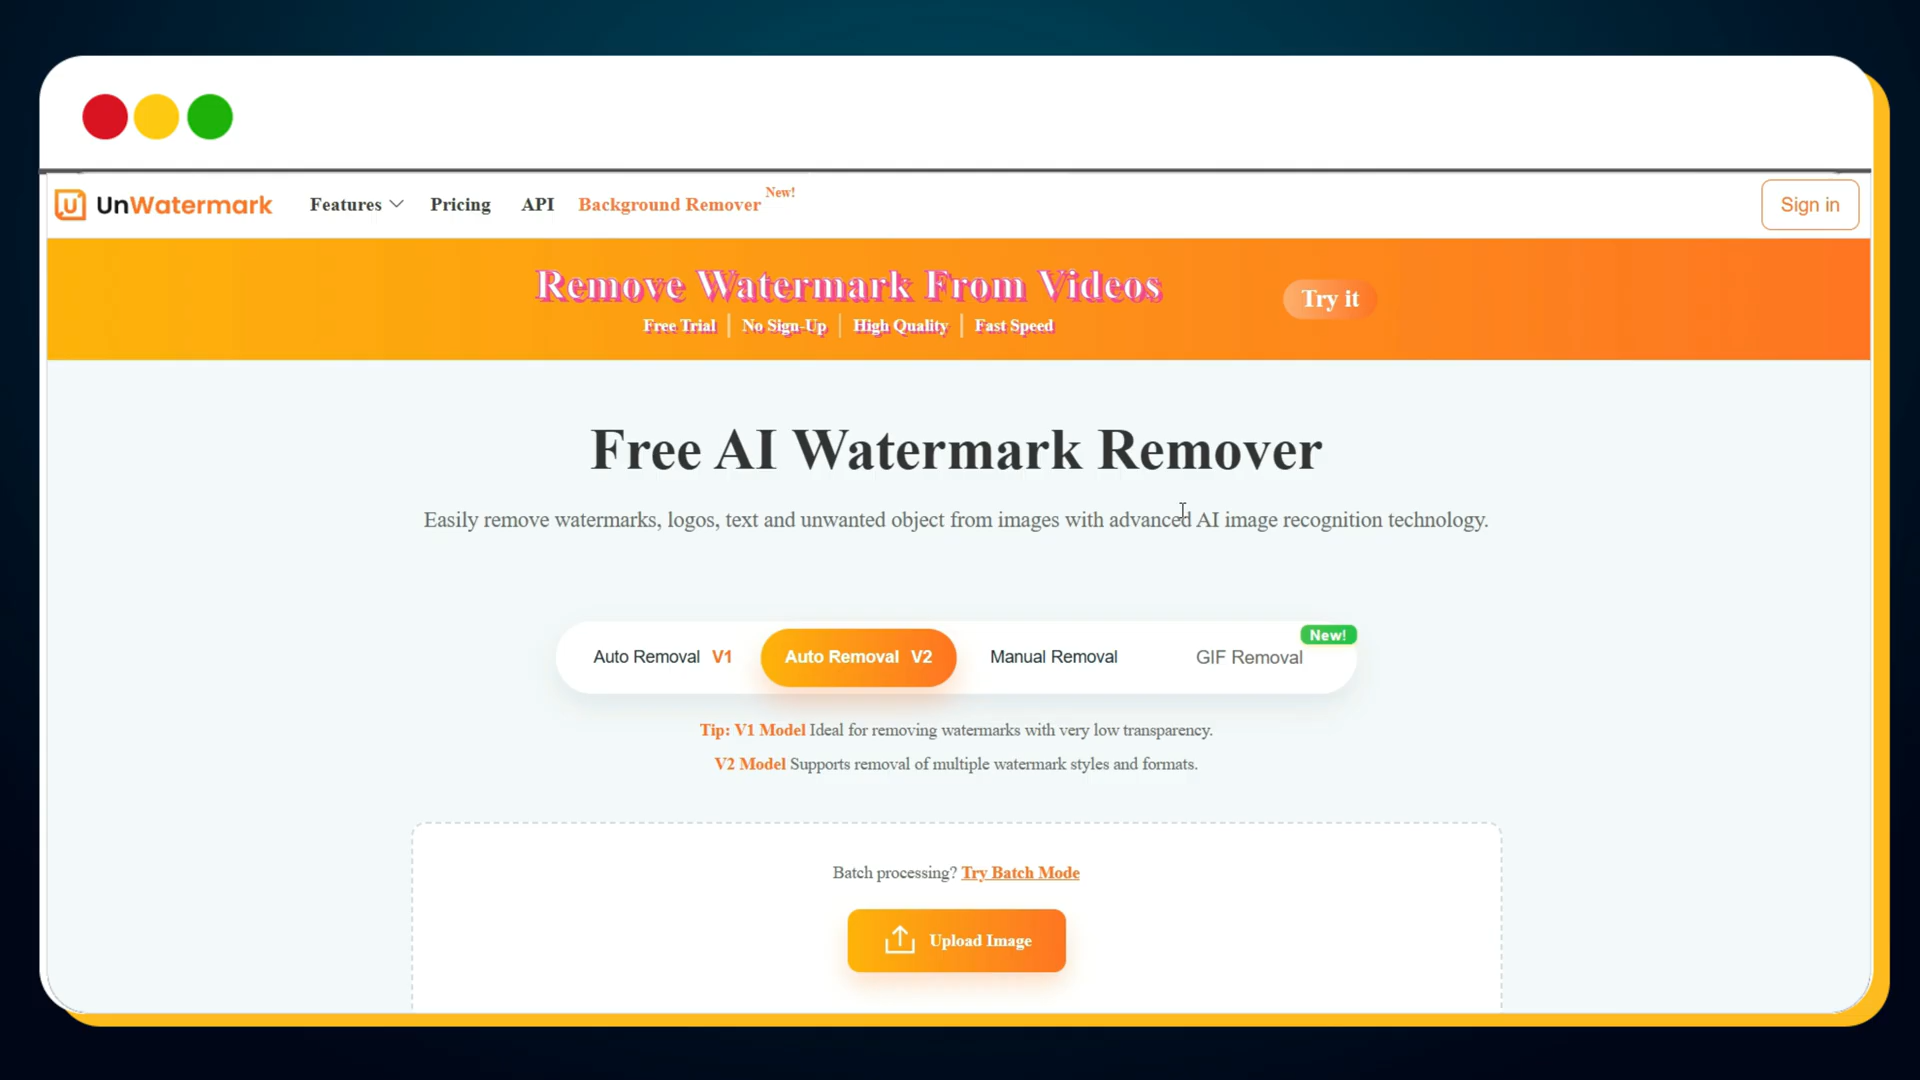 UnWatermark Features Pricing API Background Remover New! Sign in
Remove Watermark From Videos
Free Trial No Sign-Up High Quality Fast Speed
Try it
Free AI Watermark Remover
Easily remove watermarks, logos, text and unwanted object from images with advanced AI image recognition technology.
Auto Removal V1 Auto Removal V2 Manual Removal GIF Removal New!
Tip: V1 Model Ideal for removing watermarks with very low transparency.
V2 Model Supports removal of multiple watermark styles and formats.
Batch processing? Try Batch Mode
Upload Image